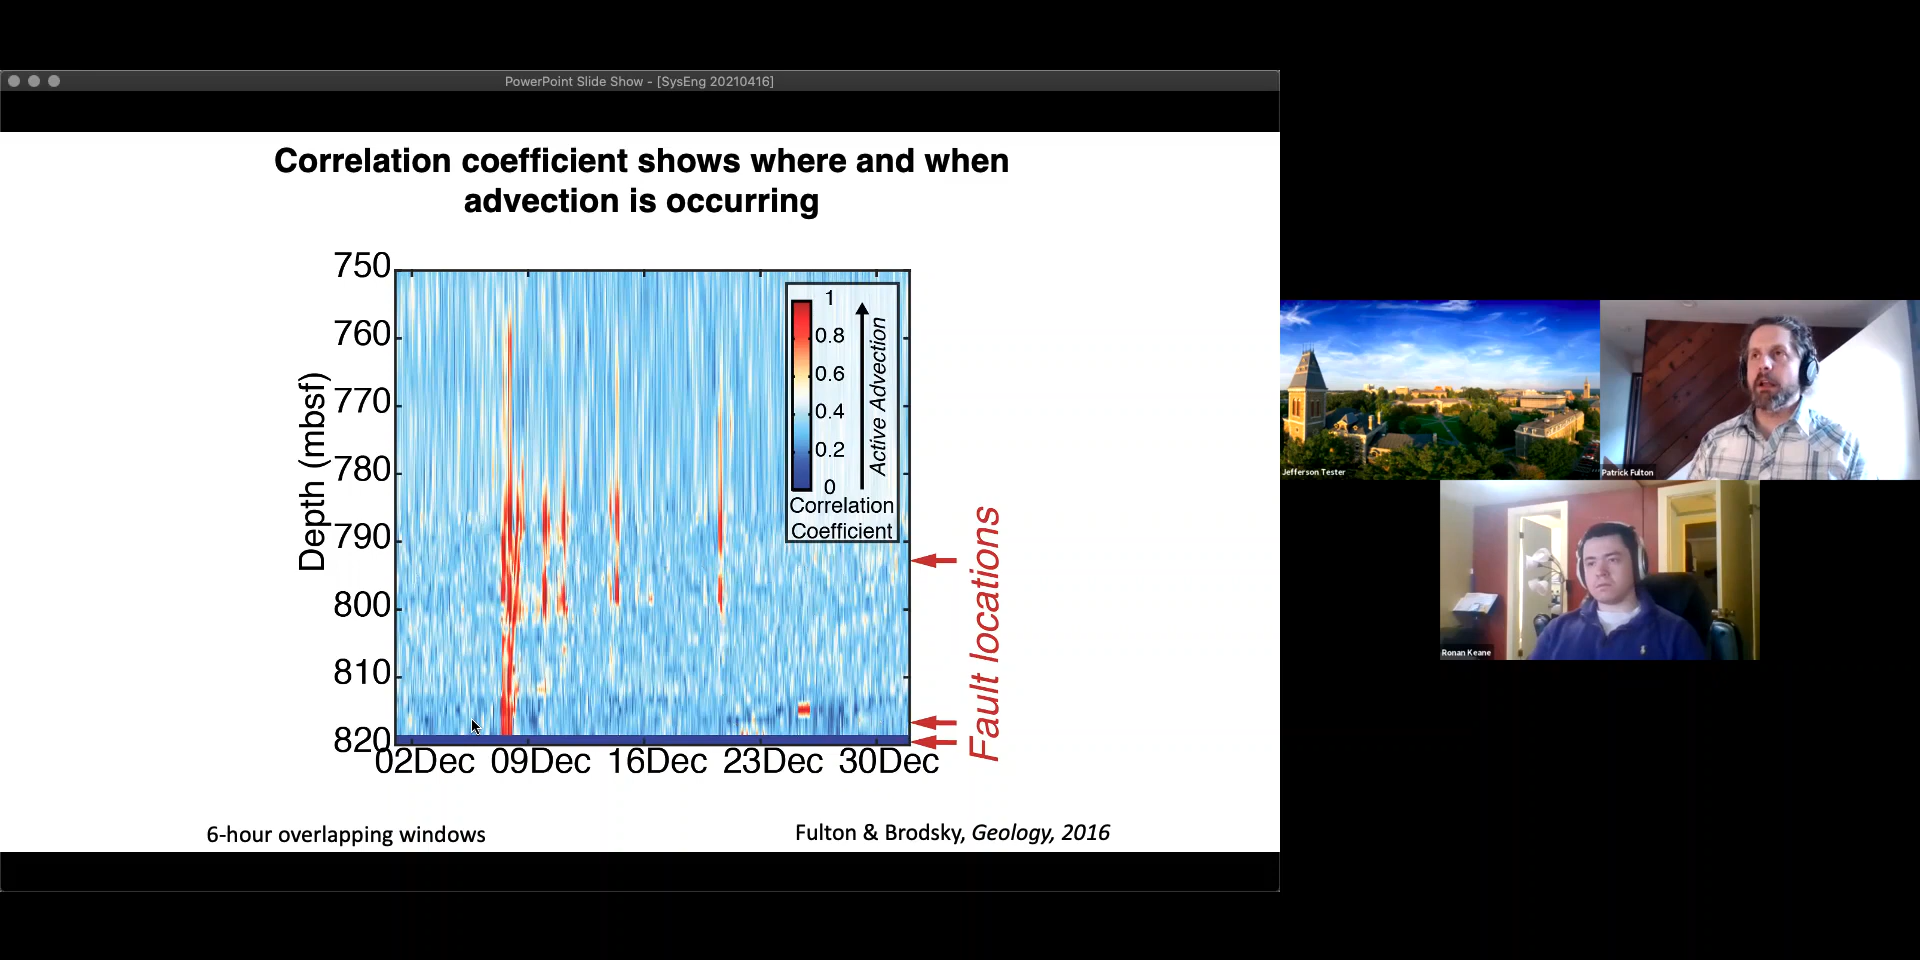 PowerPoint Slide Show - [SysEng 20210416]
Correlation coefficient shows where and when
advection is occurring
Depth (mbsf)
750
760
770
780
790
800
810
820
02Dec 09Dec 16Dec 23Dec 30Dec
1
0.8
0.6
0.4
0.2
0
Active Advection
Correlation
Coefficient
Fault locations
6-hour overlapping windows
Fulton & Brodsky, Geology, 2016
Jefferson Tester
Patrick Fulton
Ronan Keane